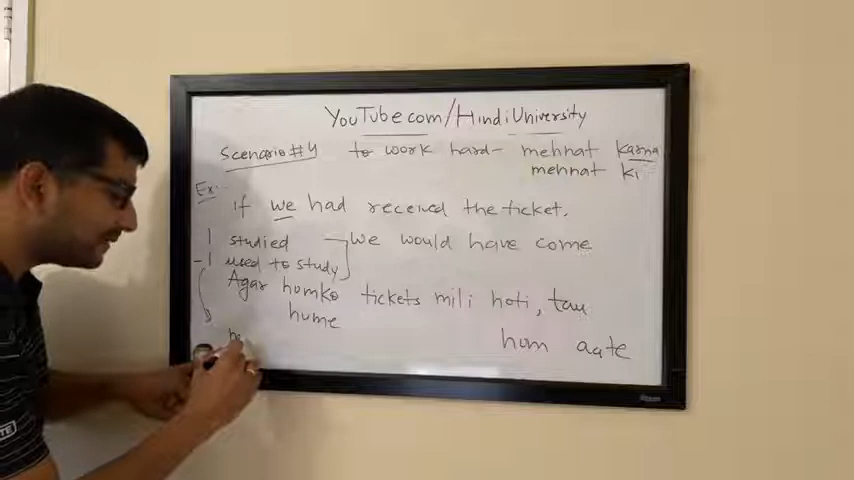 YouTube.com/HindiUniversity
Scenario #4 to work hard- mehnat karna
mehnat ki
Ex:-
if we had received the ticket,
I studied we would have come
- I used to study
Agar humko tickets mili hoti, tau
hume
hum aate